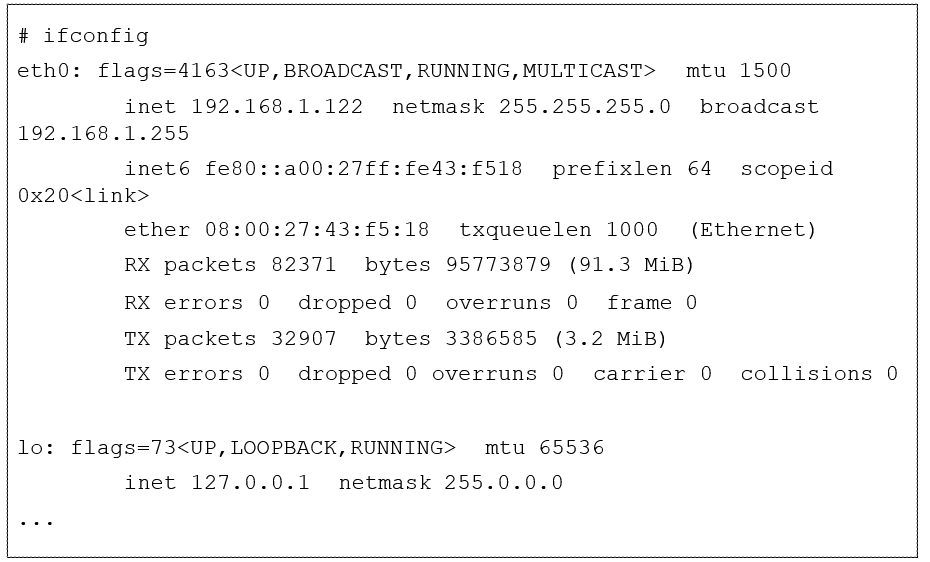 # ifconfig
eth0: flags=4163<UP,BROADCAST,RUNNING,MULTICAST>  mtu 1500
        inet 192.168.1.122  netmask 255.255.255.0  broadcast
192.168.1.255
        inet6 fe80::a00:27ff:fe43:f518  prefixlen 64  scopeid
0x20<link>
        ether 08:00:27:43:f5:18  txqueuelen 1000  (Ethernet)
        RX packets 82371  bytes 95773879 (91.3 MiB)
        RX errors 0  dropped 0  overruns 0  frame 0
        TX packets 32907  bytes 3386585 (3.2 MiB)
        TX errors 0  dropped 0 overruns 0  carrier 0  collisions 0

lo: flags=73<UP,LOOPBACK,RUNNING>  mtu 65536
        inet 127.0.0.1  netmask 255.0.0.0
...